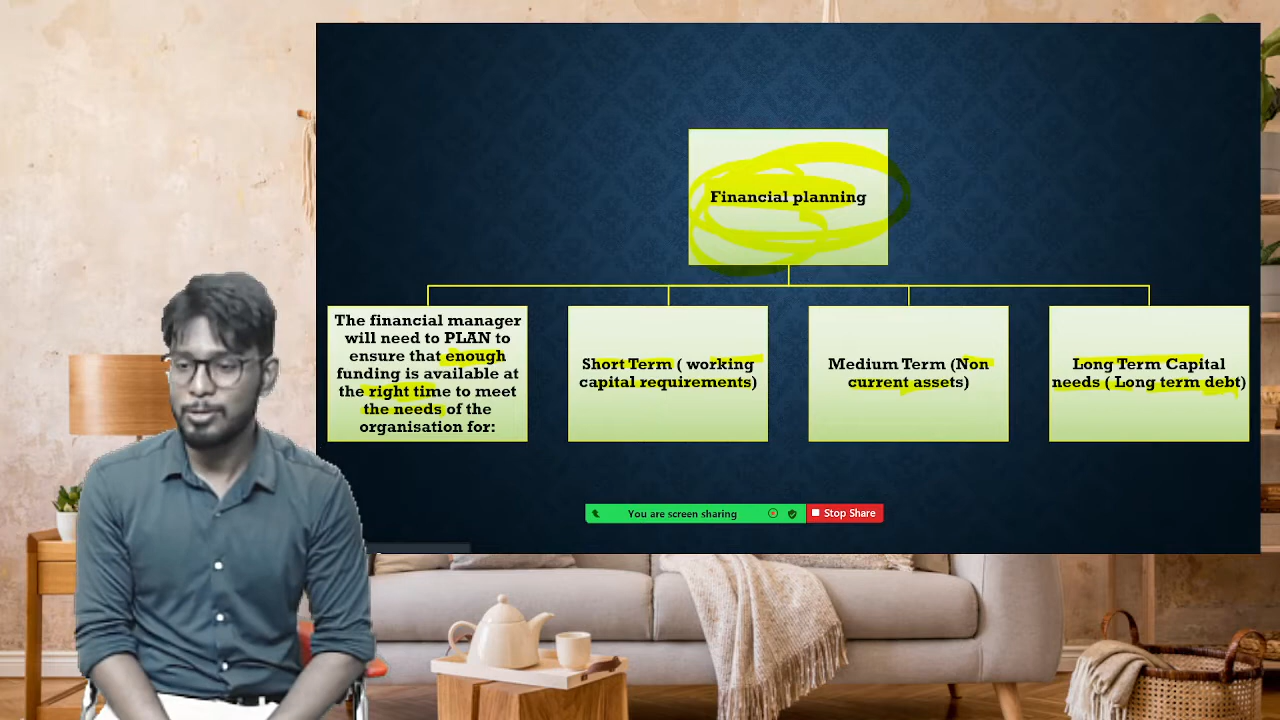 Financial planning
The financial manager
will need to PLAN to
ensure that enough
funding is available at
the right time to meet
the needs of the
organisation for:
Short Term ( working
capital requirements)
Medium Term (Non
current assets)
Long Term Capital
needs ( Long term debt)
You are screen sharing
Stop Share